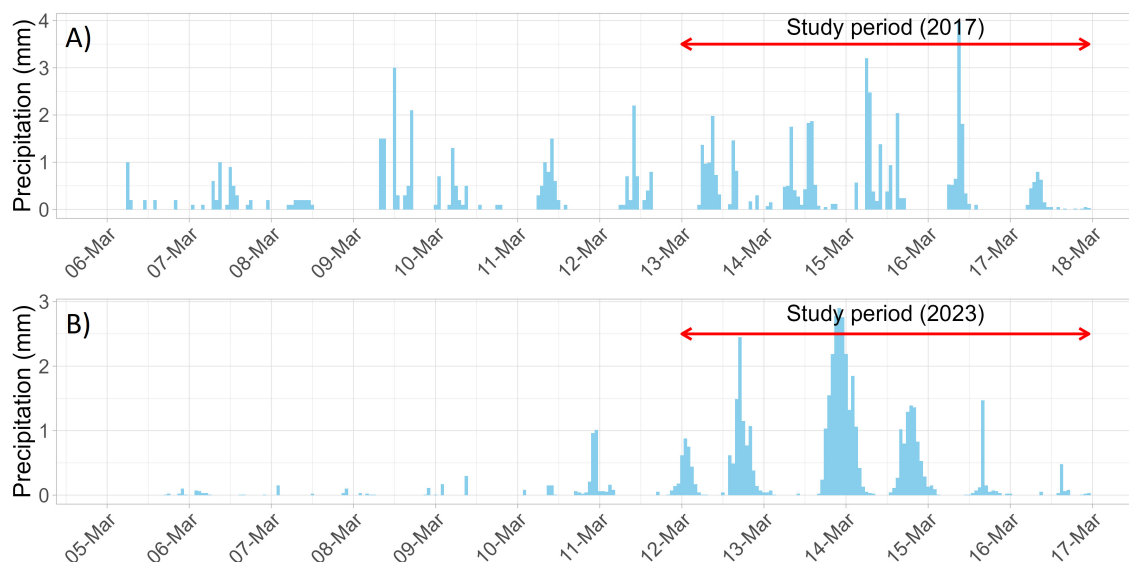 A)
Study period (2017)
Precipitation (mm)
4
3
2
1
0
06-Mar
07-Mar
08-Mar
09-Mar
10-Mar
11-Mar
12-Mar
13-Mar
14-Mar
15-Mar
16-Mar
17-Mar
18-Mar
B)
Study period (2023)
Precipitation (mm)
3
2
1
0
05-Mar
06-Mar
07-Mar
08-Mar
09-Mar
10-Mar
11-Mar
12-Mar
13-Mar
14-Mar
15-Mar
16-Mar
17-Mar